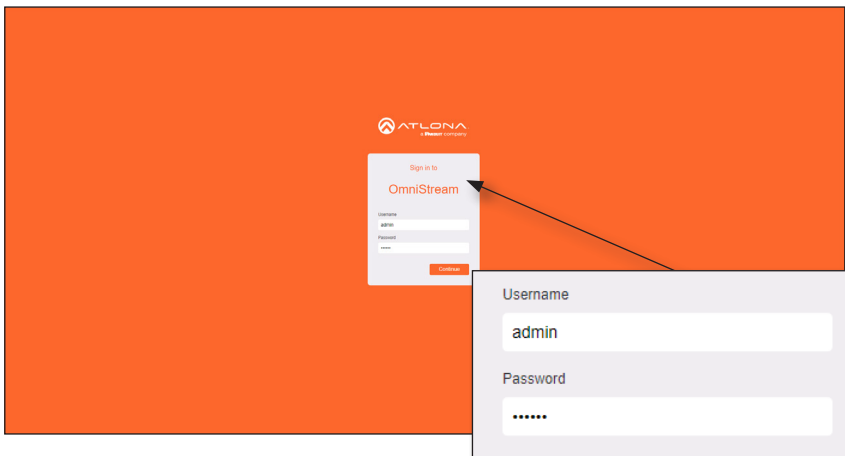 ATLONA
a Panduit company
Sign in to
OmniStream
Username
admin
Password
••••••
Continue
Username
admin
Password
••••••